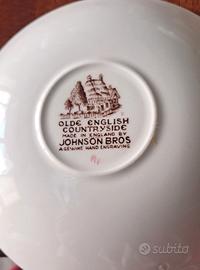 OLDE ENGLISH
COUNTRYSIDE
MADE IN ENGLAND BY
JOHNSON BROS
A GENUINE HAND ENGRAVING
subito